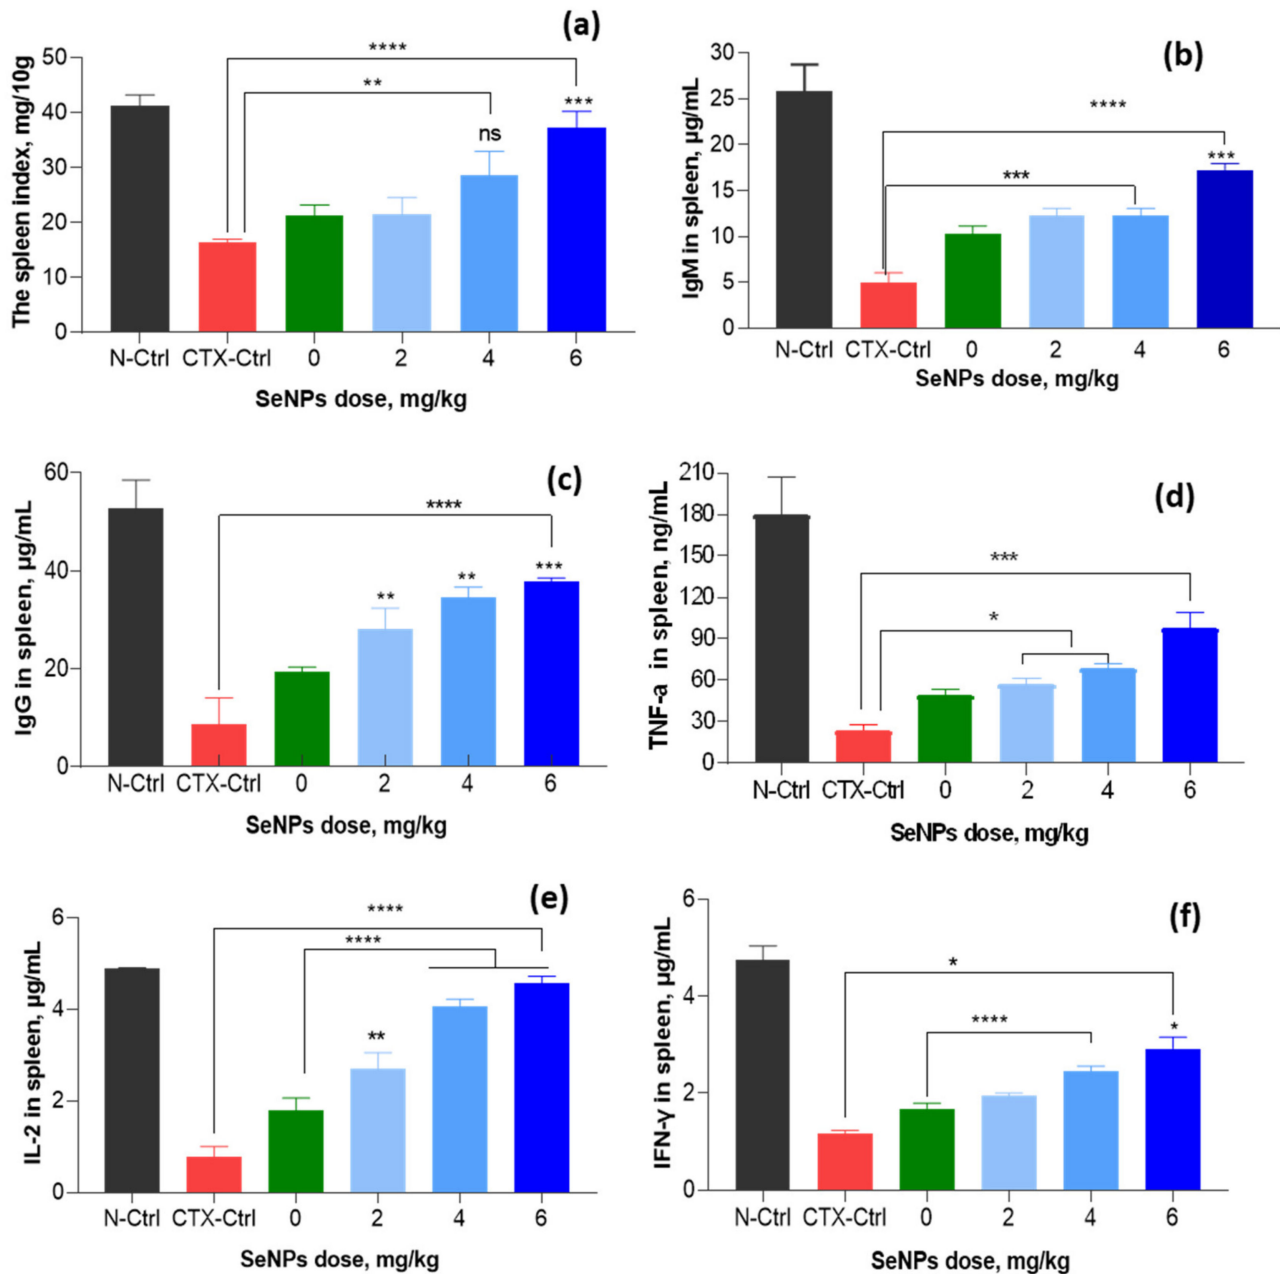 (a)
The spleen index, mg/10g
50
40
30
20
10
0
****
**
ns
***
N-Ctrl CTX-Ctrl 0 2 4 6
SeNPs dose, mg/kg
(b)
IgM in spleen, µg/mL
30
25
20
15
10
5
0
****
***
***
N-Ctrl CTX-Ctrl 0 2 4 6
SeNPs dose, mg/kg
(c)
IgG in spleen, µg/mL
60
40
20
0
****
**
**
***
N-Ctrl CTX-Ctrl 0 2 4 6
SeNPs dose, mg/kg
(d)
TNF-a in spleen, ng/mL
210
180
150
120
90
60
30
0
***
*
N-Ctrl CTX-Ctrl 0 2 4 6
SeNPs dose, mg/kg
(e)
IL-2 in spleen, µg/mL
6
4
2
0
****
****
**
N-Ctrl CTX-Ctrl 0 2 4 6
SeNPs dose, mg/kg
(f)
IFN-γ in spleen, µg/mL
6
4
2
0
*
****
*
N-Ctrl CTX-Ctrl 0 2 4 6
SeNPs dose, mg/kg